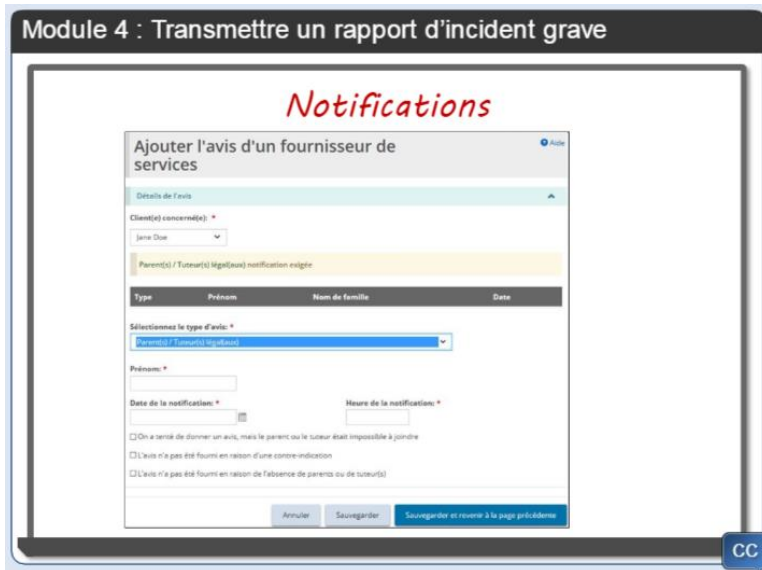 Module 4 : Transmettre un rapport d'incident grave
Notifications
Ajouter l'avis d'un fournisseur de
services
Aide
Détails de l'avis
Client(e) concerné(e): *
Jane Doe
Parent(s) / Tuteur(s) légal(aux) notification exigée
Type Prénom Nom de famille Date
Sélectionnez le type d'avis: *
Parent(s) / Tuteur(s) légal(aux)
Prénom: *
Date de la notification: * Heure de la notification: *
On a tenté de donner un avis, mais le parent ou le tuteur était impossible à joindre
L'avis n'a pas été fourni en raison d'une contre-indication
L'avis n'a pas été fourni en raison de l'absence de parents ou de tuteur(s)
Annuler Sauvegarder Sauvegarder et revenir à la page précédente
CC